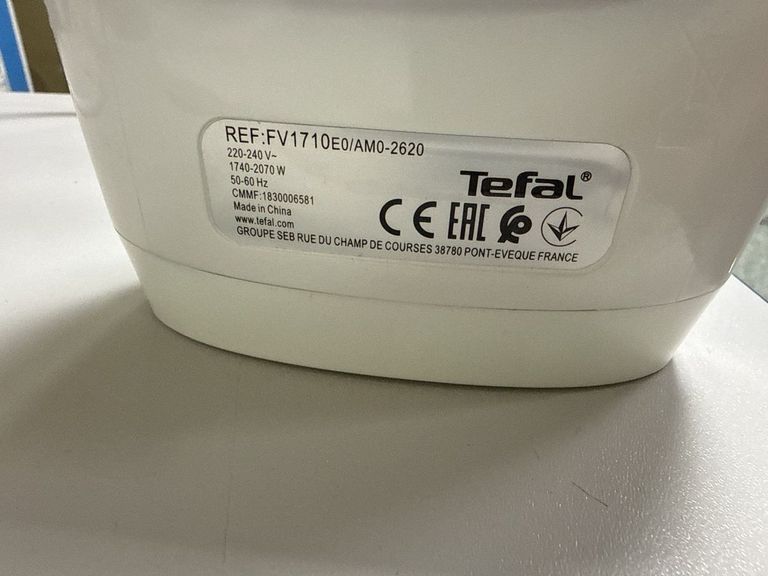 REF:FV1710E0/AM0-2620
220-240 V~
1740-2070 W
50-60 Hz
CMMF:1830006581
Made in China
www.tefal.com
Tefal®
CE EAC
GROUPE SEB RUE DU CHAMP DE COURSES 38780 PONT-EVEQUE FRANCE